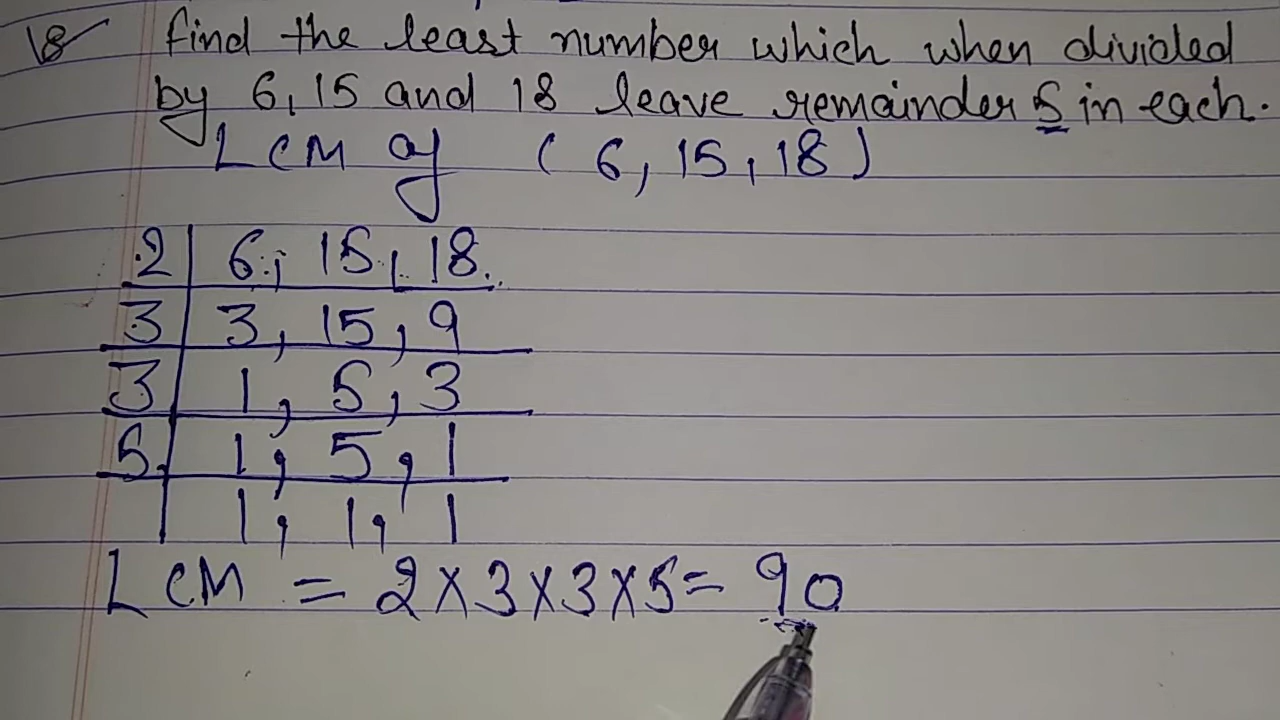 18 find the least number which when divided
by 6, 15 and 18 leave remainder 5 in each.
LCM of (6, 15, 18)
2 | 6, 15, 18
3 | 3, 15, 9
3 | 1, 5, 3
5 | 1, 5, 1
| 1, 1, 1
LCM = 2×3×3×5= 90